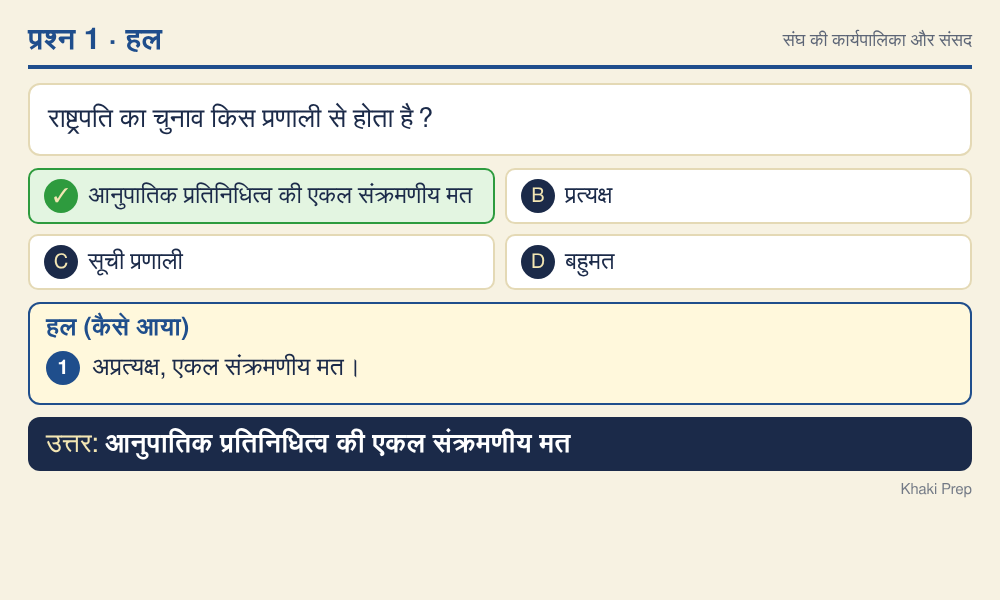 प्रश्न 1 · हल
संघ की कार्यपालिका और संसद
राष्ट्रपति का चुनाव किस प्रणाली से होता है ?
✓ आनुपातिक प्रतिनिधित्व की एकल संक्रमणीय मत
B प्रत्यक्ष
C सूची प्रणाली
D बहुमत
हल (कैसे आया)
1 अप्रत्यक्ष, एकल संक्रमणीय मत ।
उत्तर: आनुपातिक प्रतिनिधित्व की एकल संक्रमणीय मत
Khaki Prep